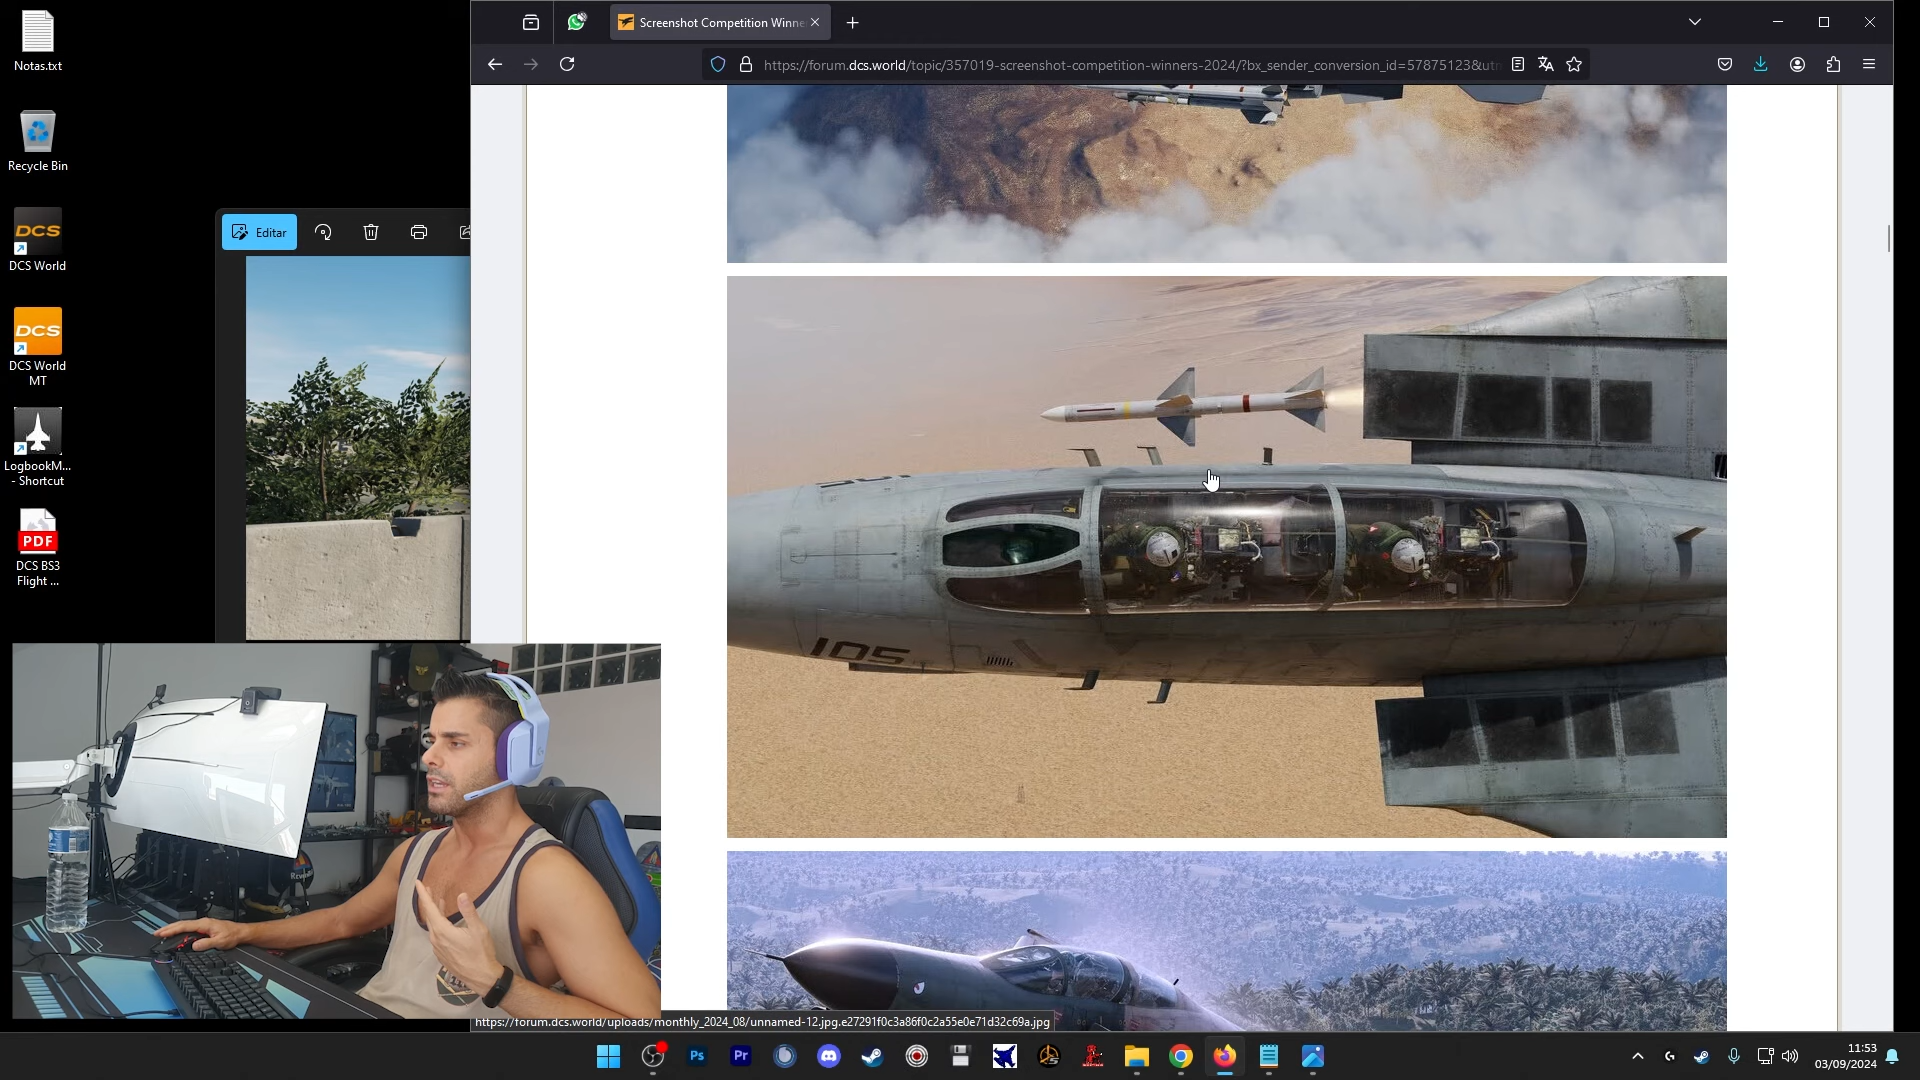 Notas.txt
Recycle Bin
DCS
DCS World
DCS
DCS World
MT
LogbookM...
- Shortcut
PDF
DCS BS3
Flight ...
Editar
Screenshot Competition Winne
https://forum.dcs.world/topic/357019-screenshot-competition-winners-2024/?bx_sender_conversion_id=57875123&utm
105
https://forum.dcs.world/uploads/monthly_2024_08/unnamed-12.jpg.e27291f0c3a86f0c2a55e0e71d32c69a.jpg
Ps
Pr
11:53
03/09/2024